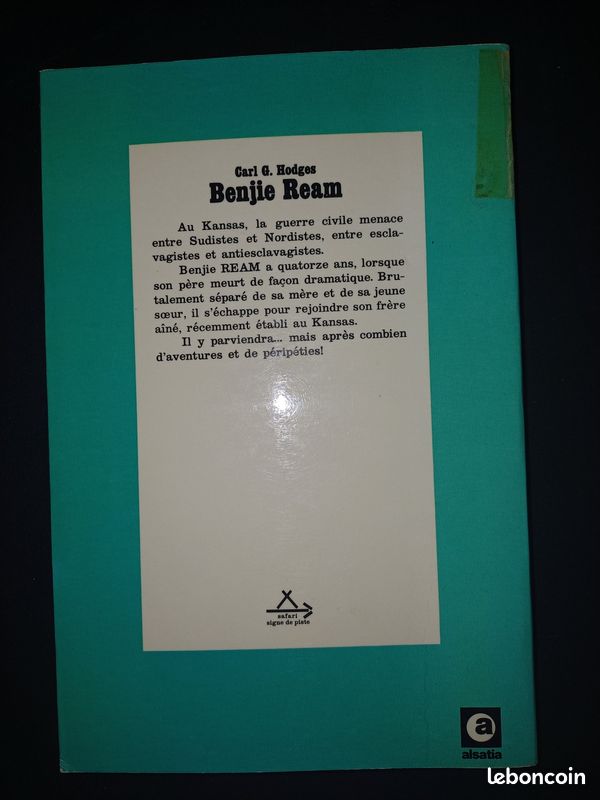 Carl G. Hodges
Benjie Ream
Au Kansas, la guerre civile menace
entre Sudistes et Nordistes, entre escla-
vagistes et antiesclavagistes.
Benjie REAM a quatorze ans, lorsque
son père meurt de façon dramatique. Bru-
talement séparé de sa mère et de sa jeune
sœur, il s'échappe pour rejoindre son frère
aîné, récemment établi au Kansas.
Il y parviendra... mais après combien
d'aventures et de péripéties!
safari
signe de piste
a
alsatia
leboncoin